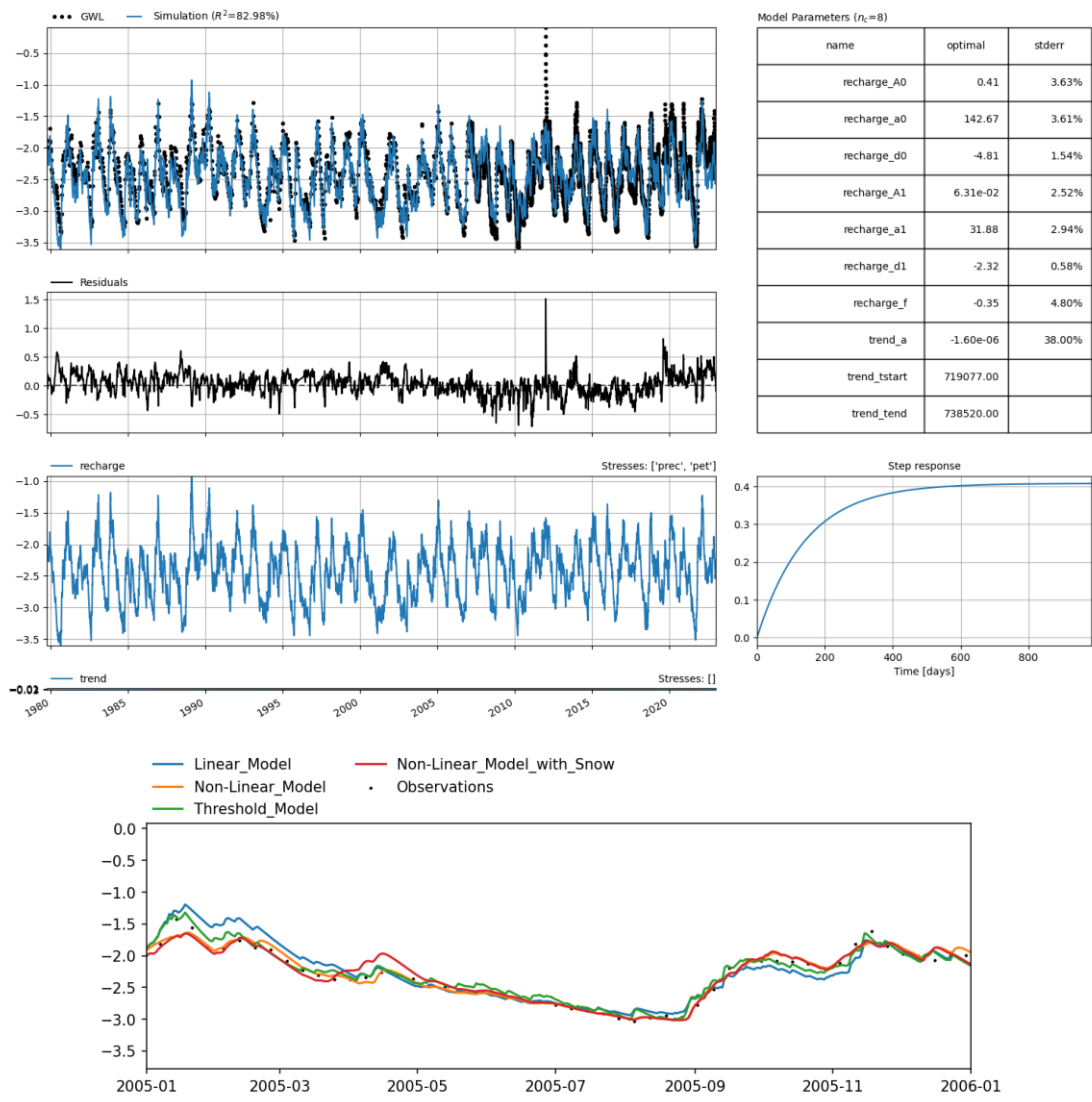 GWL Simulation (R²=82.98%)
−0.5
−1.0
−1.5
−2.0
−2.5
−3.0
−3.5
Model Parameters (n_c=8)
name optimal stderr
recharge_A0 0.41 3.63%
recharge_a0 142.67 3.61%
recharge_d0 -4.81 1.54%
recharge_A1 6.31e-02 2.52%
recharge_a1 31.88 2.94%
recharge_d1 -2.32 0.58%
recharge_f -0.35 4.80%
trend_a -1.60e-06 38.00%
trend_tstart 719077.00
trend_tend 738520.00
Residuals
1.5
1.0
0.5
0.0
−0.5
recharge Stresses: ['prec', 'pet']
−1.0
−1.5
−2.0
−2.5
−3.0
−3.5
Step response
0.4
0.3
0.2
0.1
0.0
0 200 400 600 800
Time [days]
trend Stresses: []
1980 1985 1990 1995 2000 2005 2010 2015 2020
Linear_Model Non-Linear_Model_with_Snow
Non-Linear_Model Observations
Threshold_Model
0.0
−0.5
−1.0
−1.5
−2.0
−2.5
−3.0
−3.5
2005-01 2005-03 2005-05 2005-07 2005-09 2005-11 2006-01